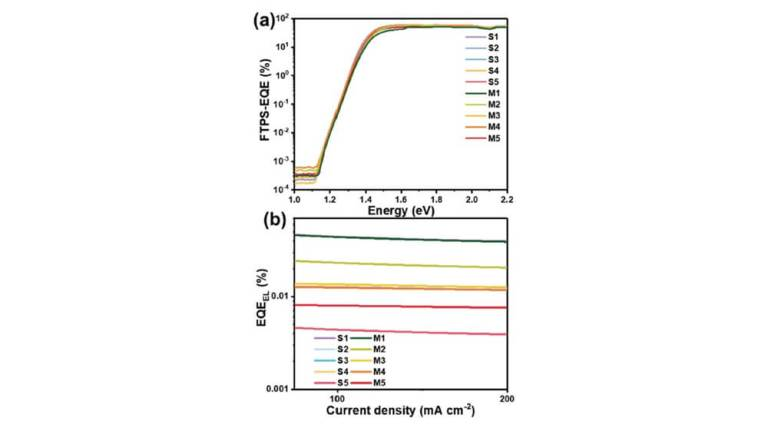 (a)
FTPS-EQE (%)
10²
10¹
10⁰
10⁻¹
10⁻²
10⁻³
10⁻⁴
S1
S2
S3
S4
S5
M1
M2
M3
M4
M5
1.0 1.2 1.4 1.6 1.8 2.0 2.2
Energy (eV)
(b)
EQE_EL (%)
0.01
0.001
S1 M1
S2 M2
S3 M3
S4 M4
S5 M5
100 200
Current density (mA cm⁻²)